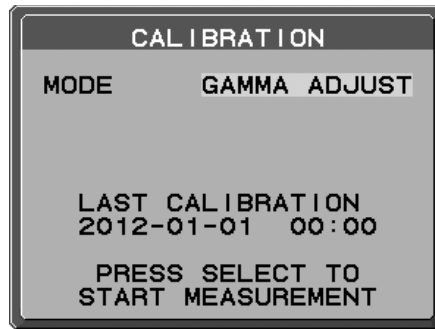 CALIBRATION
MODE GAMMA ADJUST
LAST CALIBRATION
2012-01-01 00:00
PRESS SELECT TO
START MEASUREMENT